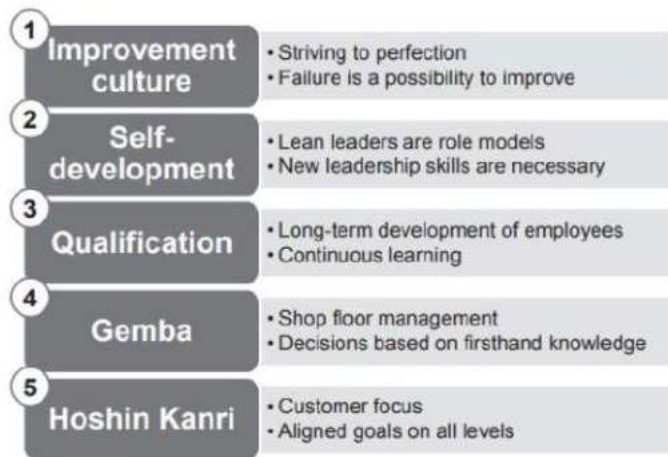 1
Improvement
culture
• Striving to perfection
• Failure is a possibility to improve
2
Self-
development
• Lean leaders are role models
• New leadership skills are necessary
3
Qualification
• Long-term development of employees
• Continuous learning
4
Gemba
• Shop floor management
• Decisions based on firsthand knowledge
5
Hoshin Kanri
• Customer focus
• Aligned goals on all levels